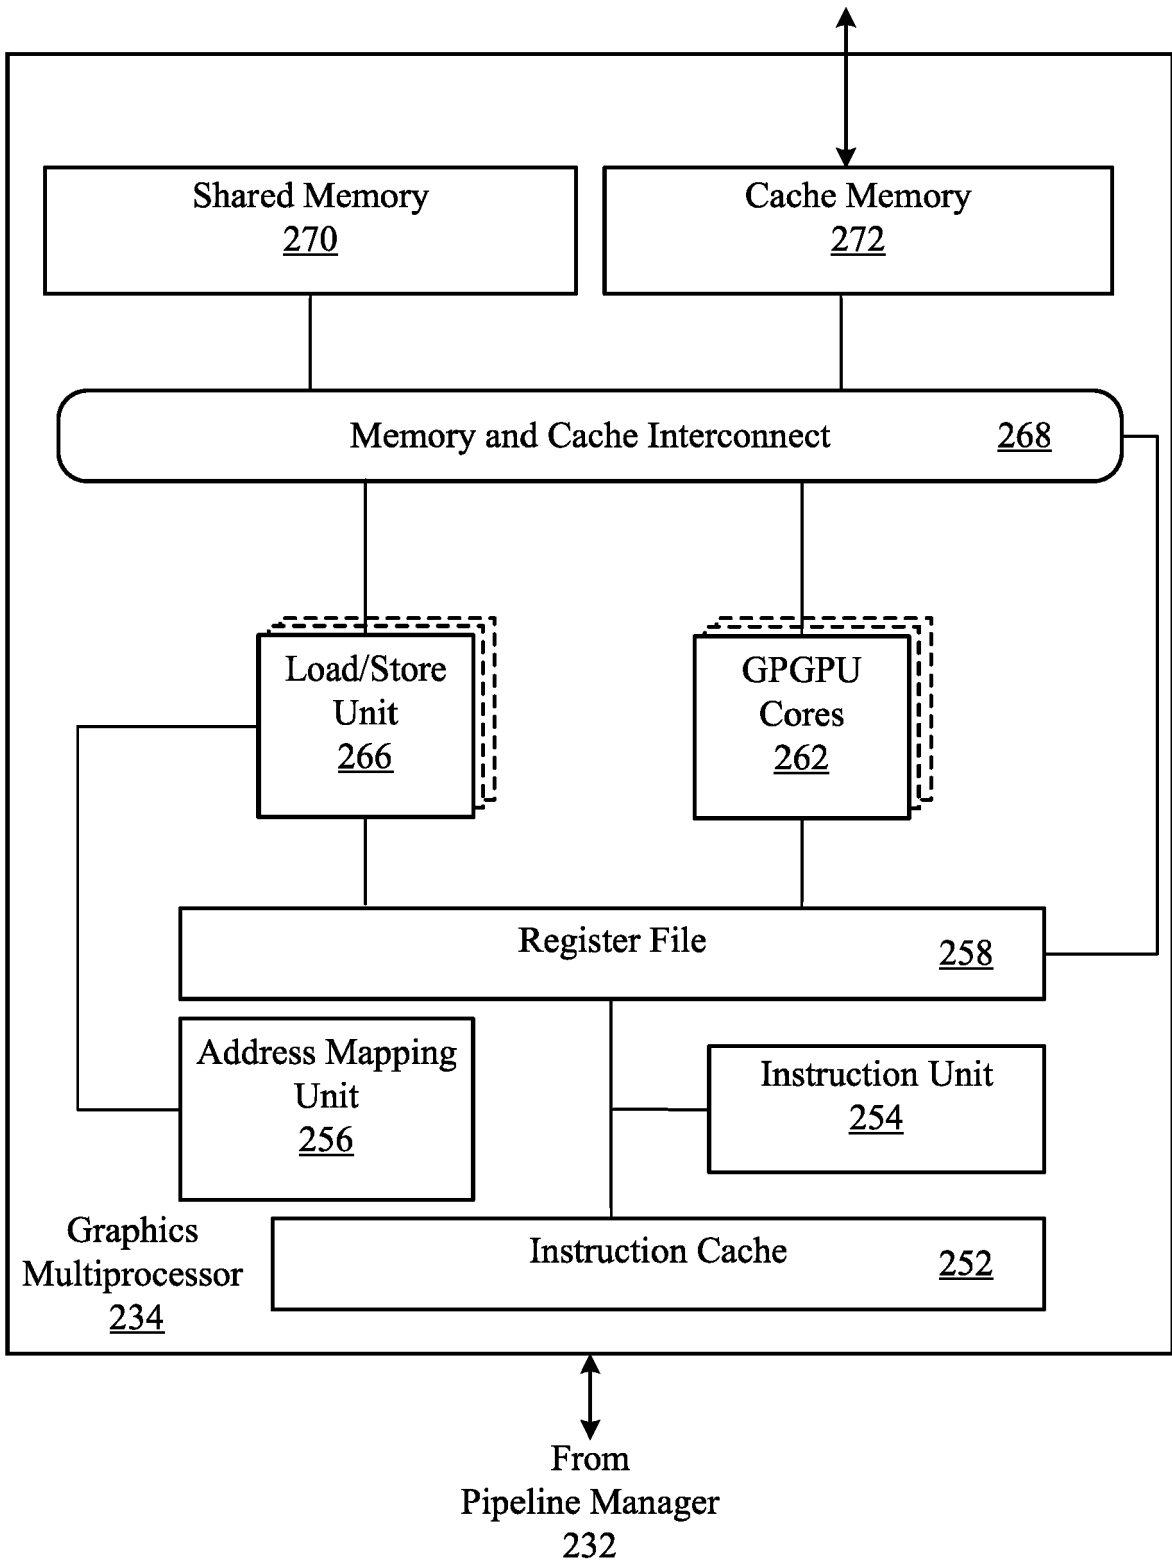 Shared Memory
270
Cache Memory
272
Memory and Cache Interconnect 268
Load/Store
Unit
266
GPGPU
Cores
262
Register File 258
Address Mapping
Unit
256
Instruction Unit
254
Graphics
Multiprocessor
234
Instruction Cache 252
From
Pipeline Manager
232